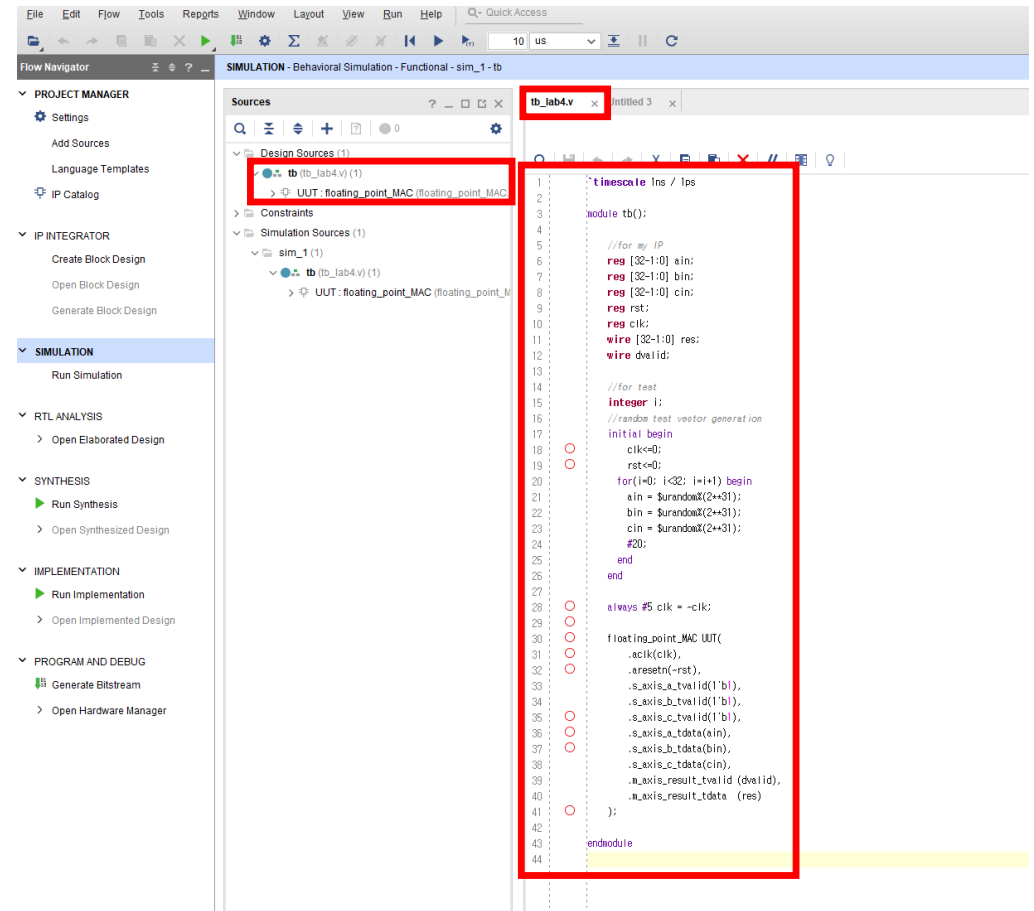 File Edit Flow Tools Reports Window Layout View Run Help Q- Quick Access
10 us
Flow Navigator
SIMULATION - Behavioral Simulation - Functional - sim_1 - tb
PROJECT MANAGER
Settings
Add Sources
Language Templates
IP Catalog
IP INTEGRATOR
Create Block Design
Open Block Design
Generate Block Design
SIMULATION
Run Simulation
RTL ANALYSIS
Open Elaborated Design
SYNTHESIS
Run Synthesis
Open Synthesized Design
IMPLEMENTATION
Run Implementation
Open Implemented Design
PROGRAM AND DEBUG
Generate Bitstream
Open Hardware Manager
Sources
0
Design Sources (1)
tb (tb_lab4.v) (1)
UUT : floating_point_MAC (floating_point_MAC
Constraints
Simulation Sources (1)
sim_1 (1)
tb (tb_lab4.v) (1)
UUT : floating_point_MAC (floating_point_M
tb_lab4.v
Untitled 3
1 `timescale 1ns / 1ps
2
3 module tb();
4
5 //for my IP
6 reg [32-1:0] ain;
7 reg [32-1:0] bin;
8 reg [32-1:0] cin;
9 reg rst;
10 reg clk;
11 wire [32-1:0] res;
12 wire dvalid;
13
14 //for test
15 integer i;
16 //random test vector generation
17 initial begin
18 clk<=0;
19 rst<=0;
20 for(i=0; i<32; i=i+1) begin
21 ain = $urandom%(2**31);
22 bin = $urandom%(2**31);
23 cin = $urandom%(2**31);
24 #20;
25 end
26 end
27
28 always #5 clk = ~clk;
29
30 floating_point_MAC UUT(
31 .aclk(clk),
32 .aresetn(~rst),
33 .s_axis_a_tvalid(1'b1),
34 .s_axis_b_tvalid(1'b1),
35 .s_axis_c_tvalid(1'b1),
36 .s_axis_a_tdata(ain),
37 .s_axis_b_tdata(bin),
38 .s_axis_c_tdata(cin),
39 .m_axis_result_tvalid (dvalid),
40 .m_axis_result_tdata (res)
41 );
42
43 endmodule
44